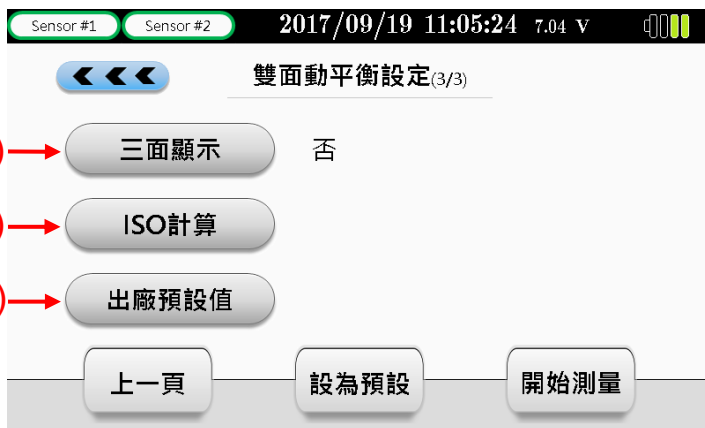 Sensor #1 Sensor #2 2017/09/19 11:05:24 7.04 V
雙面動平衡設定(3/3)
三面顯示 否
ISO計算
出廠預設值
上一頁 設為預設 開始測量